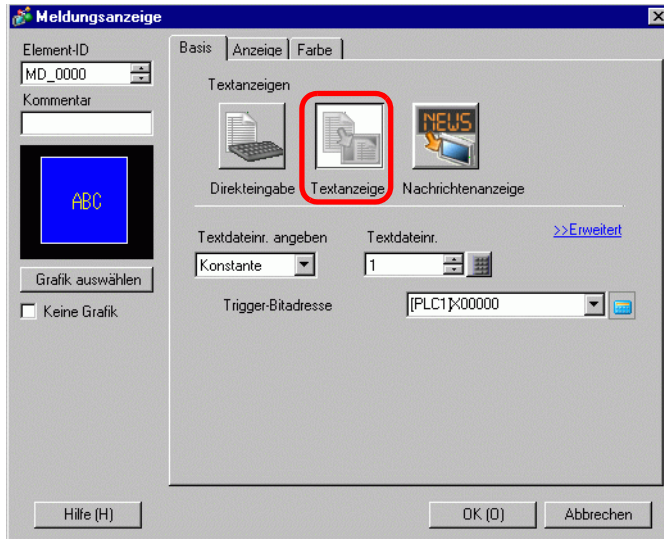 Meldungsanzeige
Element-ID
MD_0000
Kommentar
ABC
Grafik auswählen
Keine Grafik
Basis Anzeige Farbe
Textanzeigen
NEWS
Direkteingabe Textanzeige Nachrichtenanzeige
Textdateinr. angeben Textdateinr. >>Erweitert
Konstante 1
Trigger-Bitadresse [PLC1]X00000
Hilfe (H) OK (O) Abbrechen